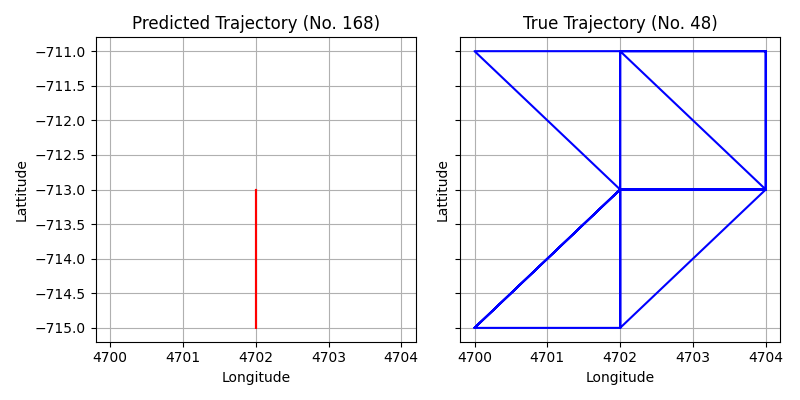 Predicted Trajectory (No. 168)
True Trajectory (No. 48)
Lattitude
−711.0
−711.5
−712.0
−712.5
−713.0
−713.5
−714.0
−714.5
−715.0
4700 4701 4702 4703 4704
Longitude
Lattitude
4700 4701 4702 4703 4704
Longitude